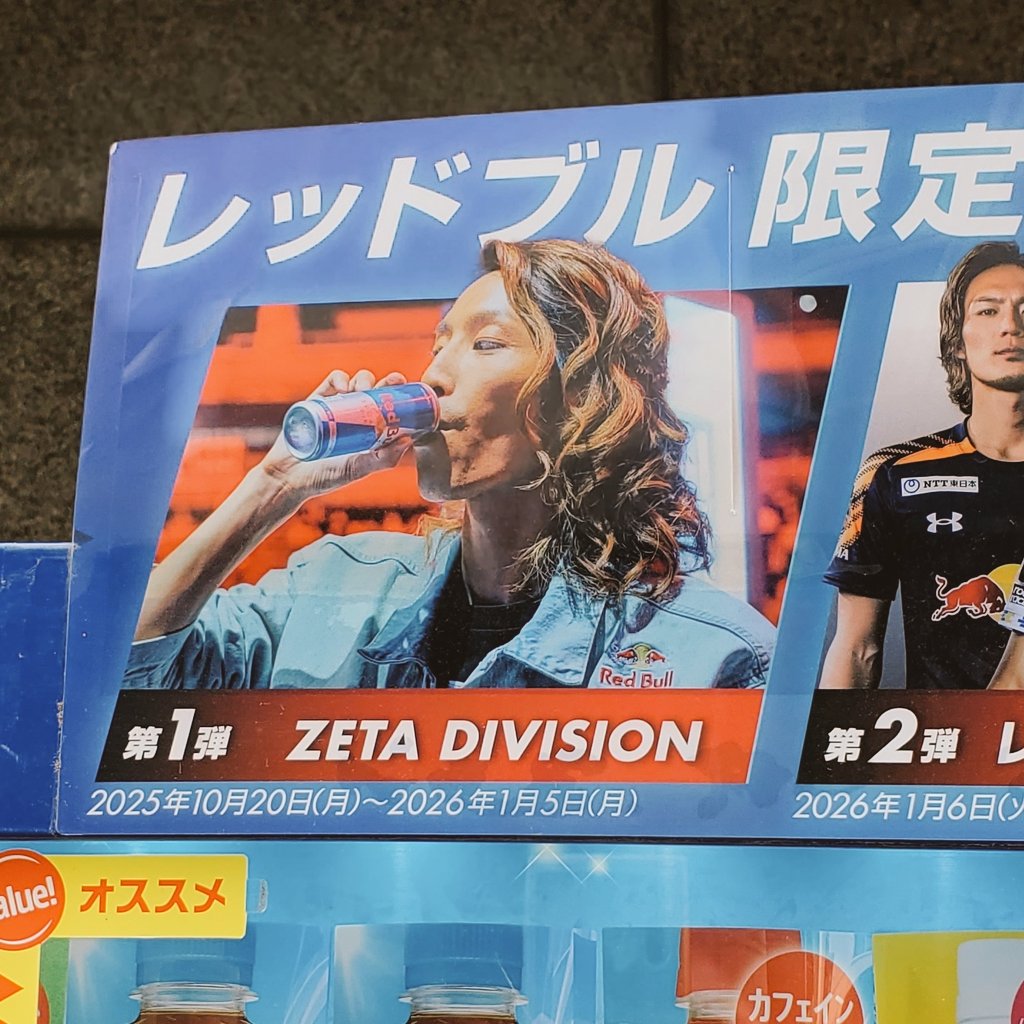 レッドブル 限定
Red Bull
NTT東日本
Red Bull
第1弾 ZETA DIVISION
第2弾 レ
2025年10月20日(月)～2026年1月5日(月)
2026年1月6日(
alue!
オススメ
カフェイン